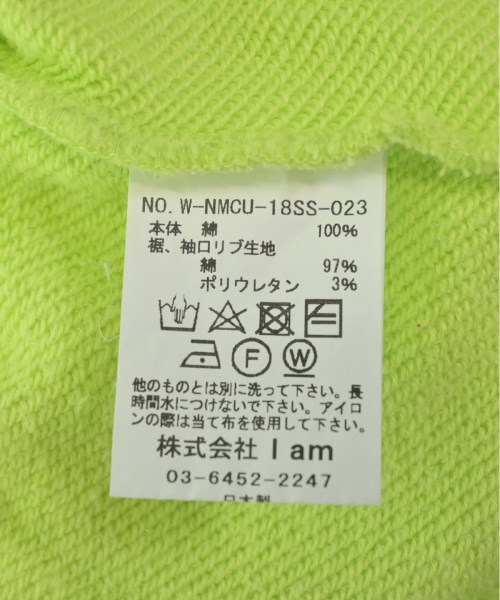 NO. W-NMCU-18SS-023
本体 綿 100%
裾、袖口リブ生地
綿 97%
ポリウレタン 3%
F W
他のものとは別に洗って下さい。長
時間水につけないで下さい。アイロ
ンの際は当て布を使用して下さい。
株式会社 I am
03-6452-2247
日本製